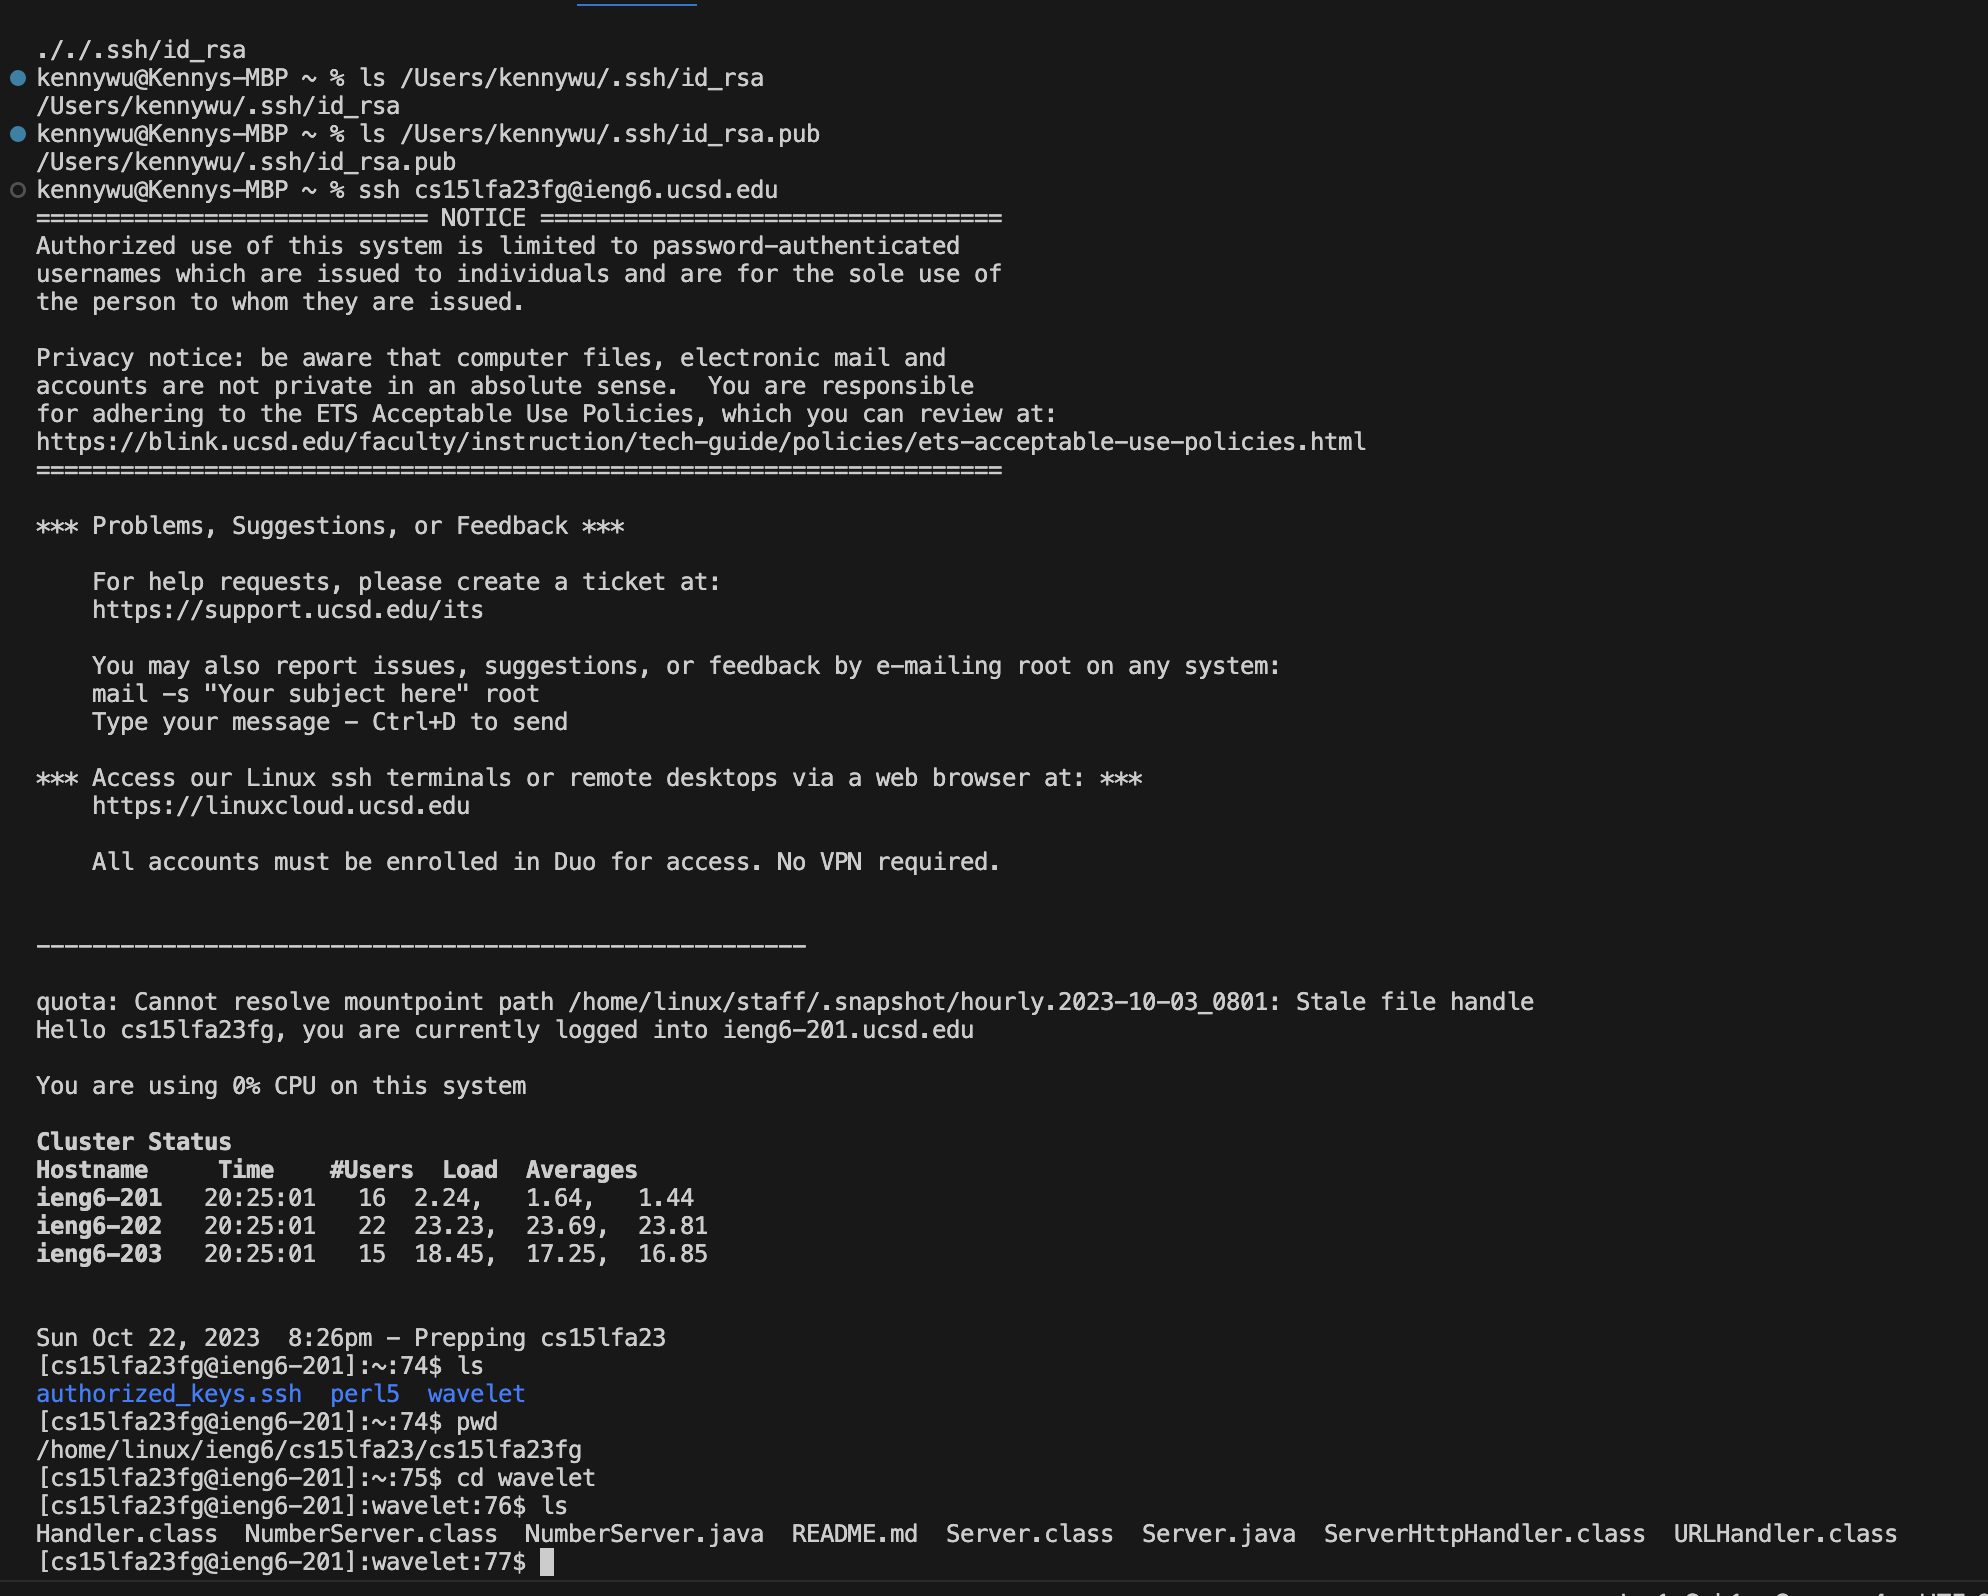 ././.ssh/id_rsa
kennywu@Kennys-MBP ~ % ls /Users/kennywu/.ssh/id_rsa
/Users/kennywu/.ssh/id_rsa
kennywu@Kennys-MBP ~ % ls /Users/kennywu/.ssh/id_rsa.pub
/Users/kennywu/.ssh/id_rsa.pub
kennywu@Kennys-MBP ~ % ssh cs15lfa23fg@ieng6.ucsd.edu
============================ NOTICE =================================
Authorized use of this system is limited to password-authenticated
usernames which are issued to individuals and are for the sole use of
the person to whom they are issued.
Privacy notice: be aware that computer files, electronic mail and
accounts are not private in an absolute sense.  You are responsible
for adhering to the ETS Acceptable Use Policies, which you can review at:
https://blink.ucsd.edu/faculty/instruction/tech-guide/policies/ets-acceptable-use-policies.html
=====================================================================
*** Problems, Suggestions, or Feedback ***
For help requests, please create a ticket at:
https://support.ucsd.edu/its
You may also report issues, suggestions, or feedback by e-mailing root on any system:
mail -s "Your subject here" root
Type your message - Ctrl+D to send
*** Access our Linux ssh terminals or remote desktops via a web browser at: ***
https://linuxcloud.ucsd.edu
All accounts must be enrolled in Duo for access. No VPN required.
-------------------------------------------------------
quota: Cannot resolve mountpoint path /home/linux/staff/.snapshot/hourly.2023-10-03_0801: Stale file handle
Hello cs15lfa23fg, you are currently logged into ieng6-201.ucsd.edu
You are using 0% CPU on this system
Cluster Status
Hostname     Time    #Users  Load  Averages
ieng6-201   20:25:01   16  2.24,   1.64,   1.44
ieng6-202   20:25:01   22  23.23,  23.69,  23.81
ieng6-203   20:25:01   15  18.45,  17.25,  16.85
Sun Oct 22, 2023  8:26pm - Prepping cs15lfa23
[cs15lfa23fg@ieng6-201]:~:74$ ls
authorized_keys.ssh  perl5  wavelet
[cs15lfa23fg@ieng6-201]:~:74$ pwd
/home/linux/ieng6/cs15lfa23/cs15lfa23fg
[cs15lfa23fg@ieng6-201]:~:75$ cd wavelet
[cs15lfa23fg@ieng6-201]:wavelet:76$ ls
Handler.class  NumberServer.class  NumberServer.java  README.md  Server.class  Server.java  ServerHttpHandler.class  URLHandler.class
[cs15lfa23fg@ieng6-201]:wavelet:77$